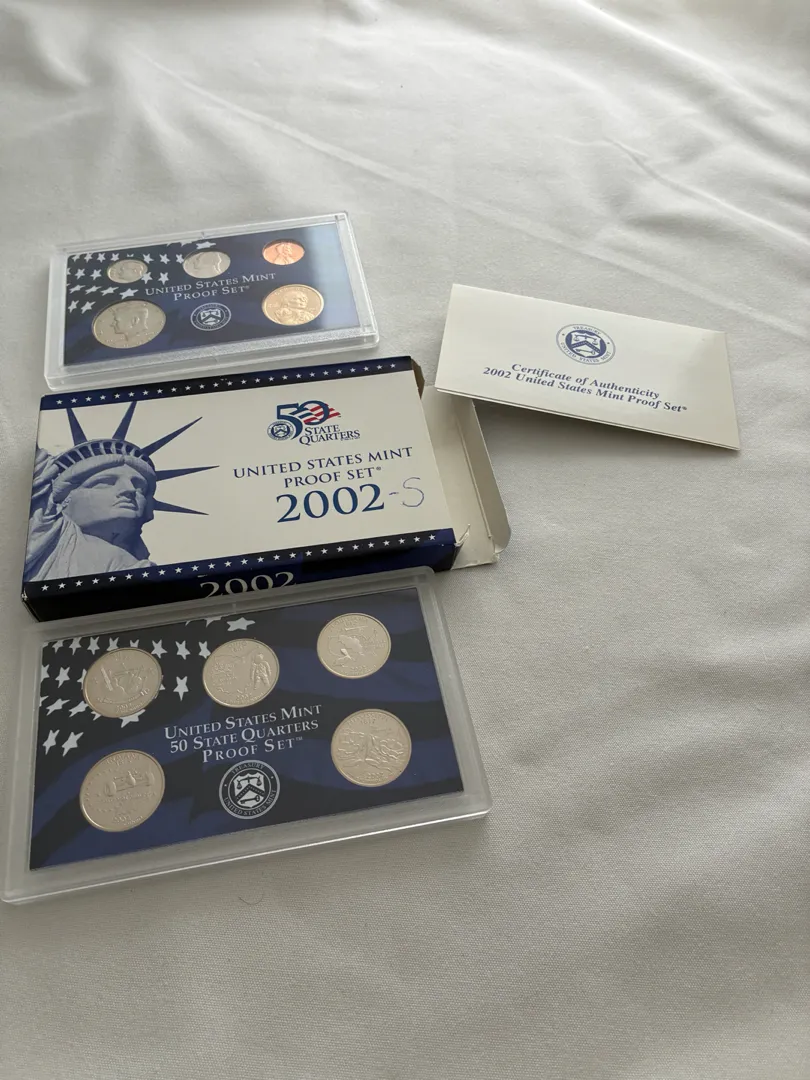 UNITED STATES MINT
PROOF SET®
50
STATE
QUARTERS
UNITED STATES MINT
PROOF SET®
2002-S
2002
Certificate of Authenticity
2002 United States Mint Proof Set®
UNITED STATES MINT
50 STATE QUARTERS
PROOF SET™